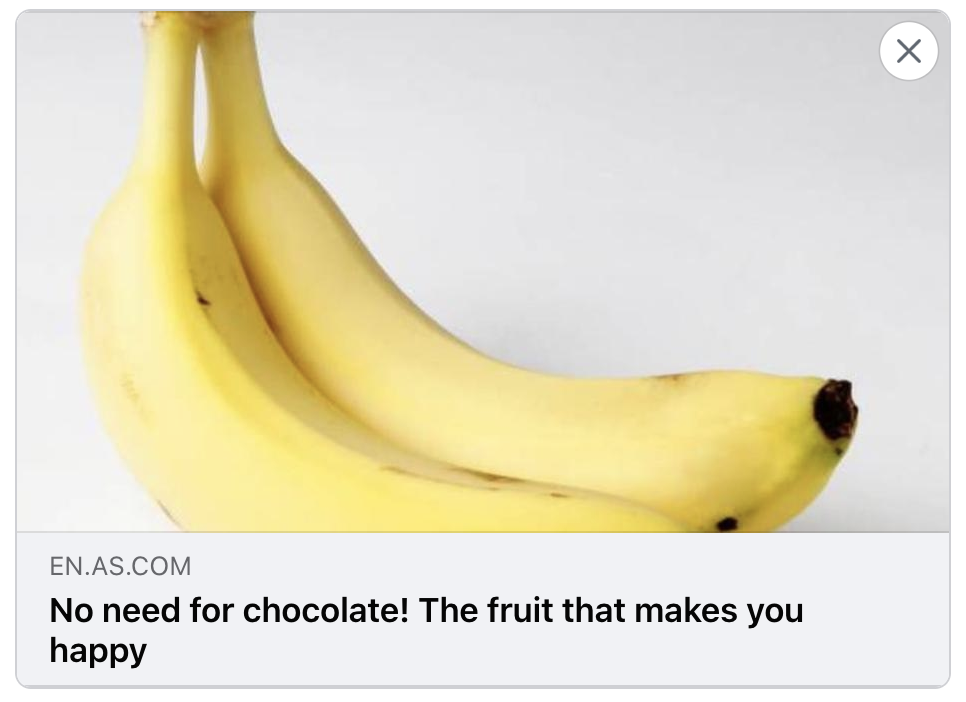 EN.AS.COM
No need for chocolate! The fruit that makes you
happy